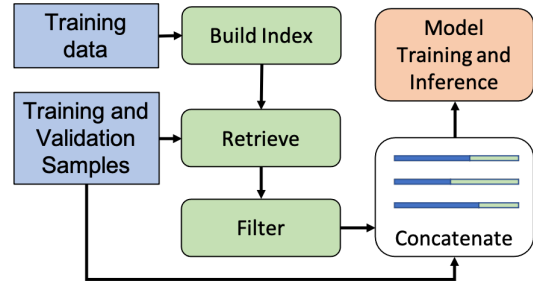 Training
data
Build Index
Model
Training and
Inference
Training and
Validation
Samples
Retrieve
Filter
Concatenate